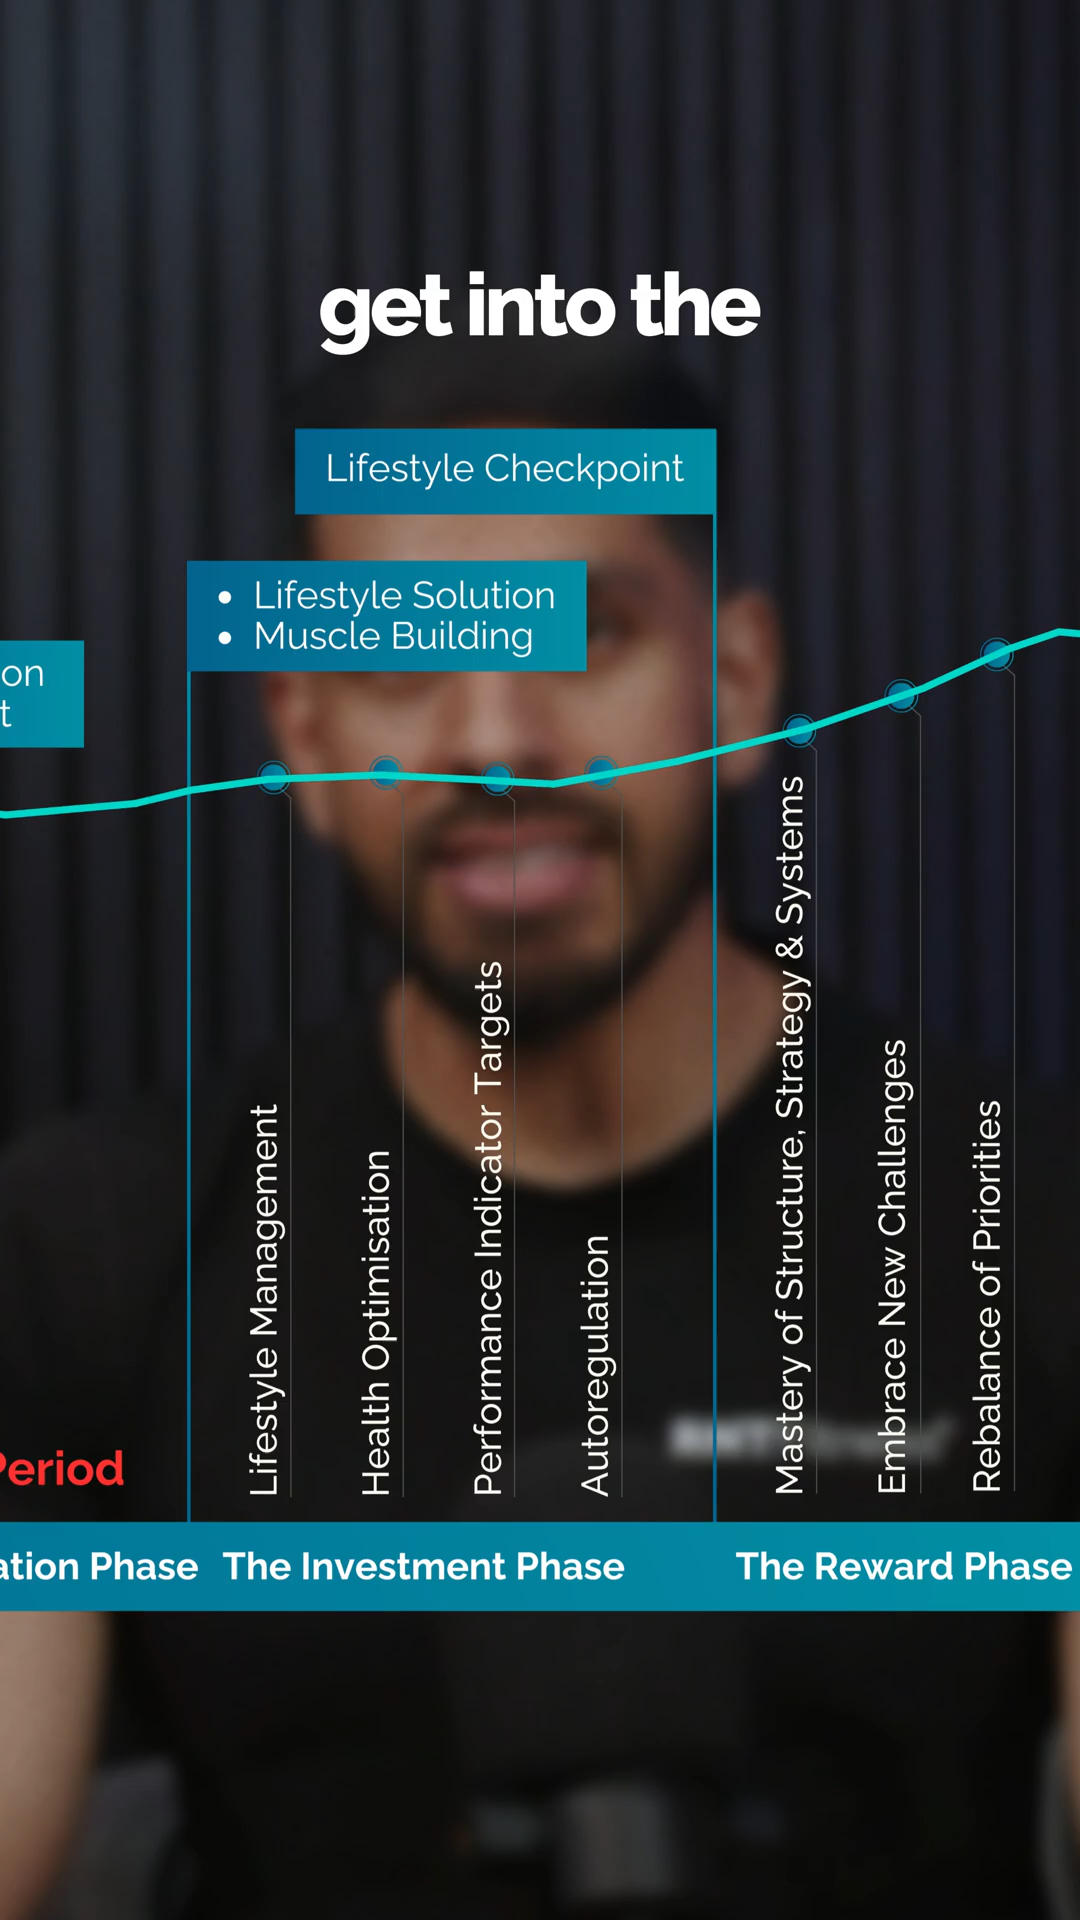 get into the
Lifestyle Checkpoint
• Lifestyle Solution
• Muscle Building
on
t
Lifestyle Management
Health Optimisation
Performance Indicator Targets
Autoregulation
Mastery of Structure, Strategy & Systems
Embrace New Challenges
Rebalance of Priorities
Period
ation Phase
The Investment Phase
The Reward Phase